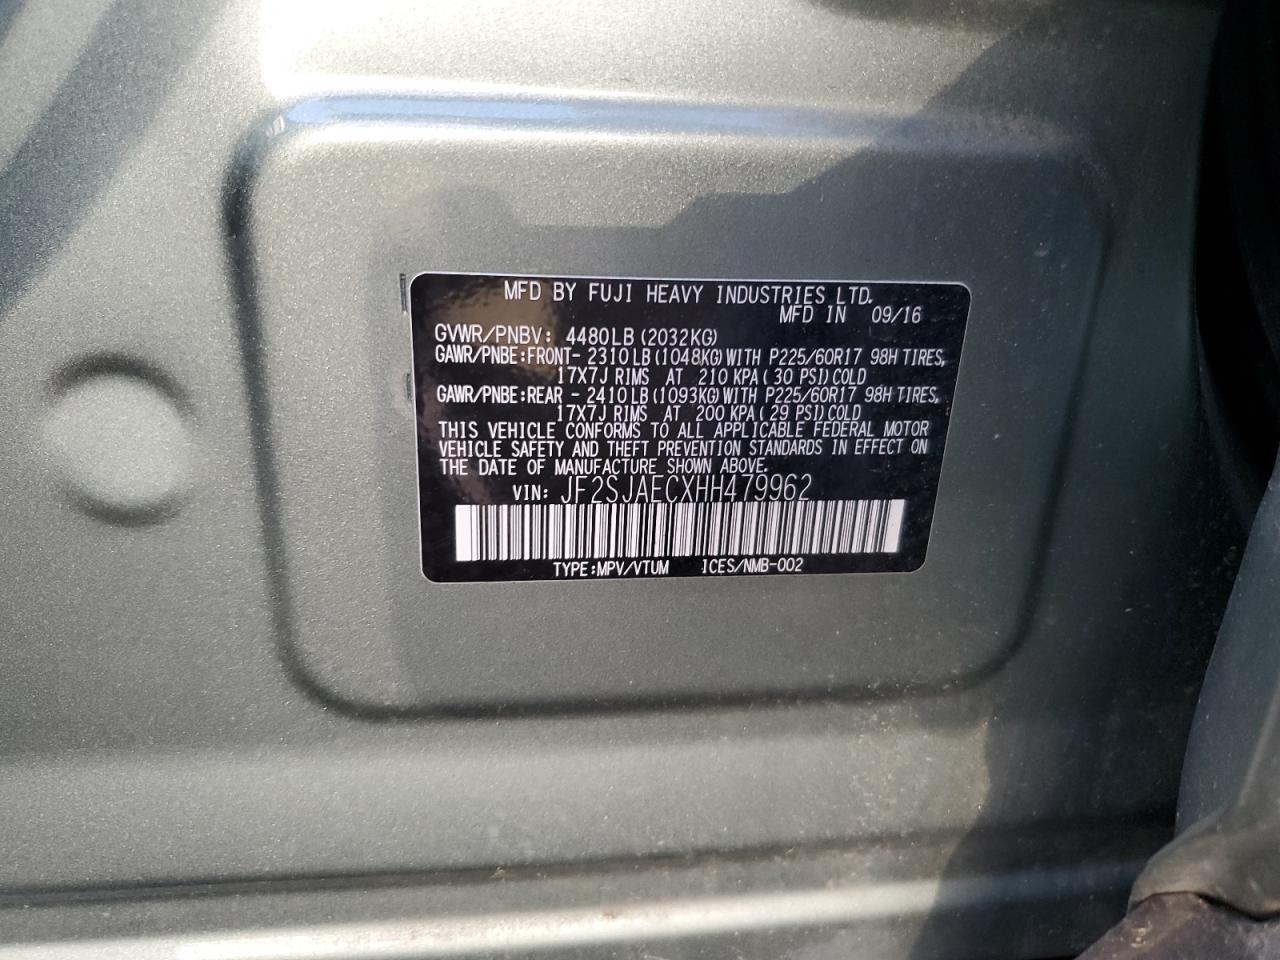 MFD BY FUJI HEAVY INDUSTRIES LTD.
MFD IN 09/16
GVWR/PNBV: 4480LB (2032KG)
GAWR/PNBE:FRONT- 2310LB (1048KG) WITH P225/60R17 98H TIRES,
17X7J RIMS AT 210 KPA (30 PSI) COLD
GAWR/PNBE:REAR - 2410LB (1093KG) WITH P225/60R17 98H TIRES,
17X7J RIMS AT 200 KPA (29 PSI) COLD
THIS VEHICLE CONFORMS TO ALL APPLICABLE FEDERAL MOTOR
VEHICLE SAFETY AND THEFT PREVENTION STANDARDS IN EFFECT ON
THE DATE OF MANUFACTURE SHOWN ABOVE.
VIN: JF2SJAECXHH479962
TYPE:MPV/VTUM ICES/NMB-002